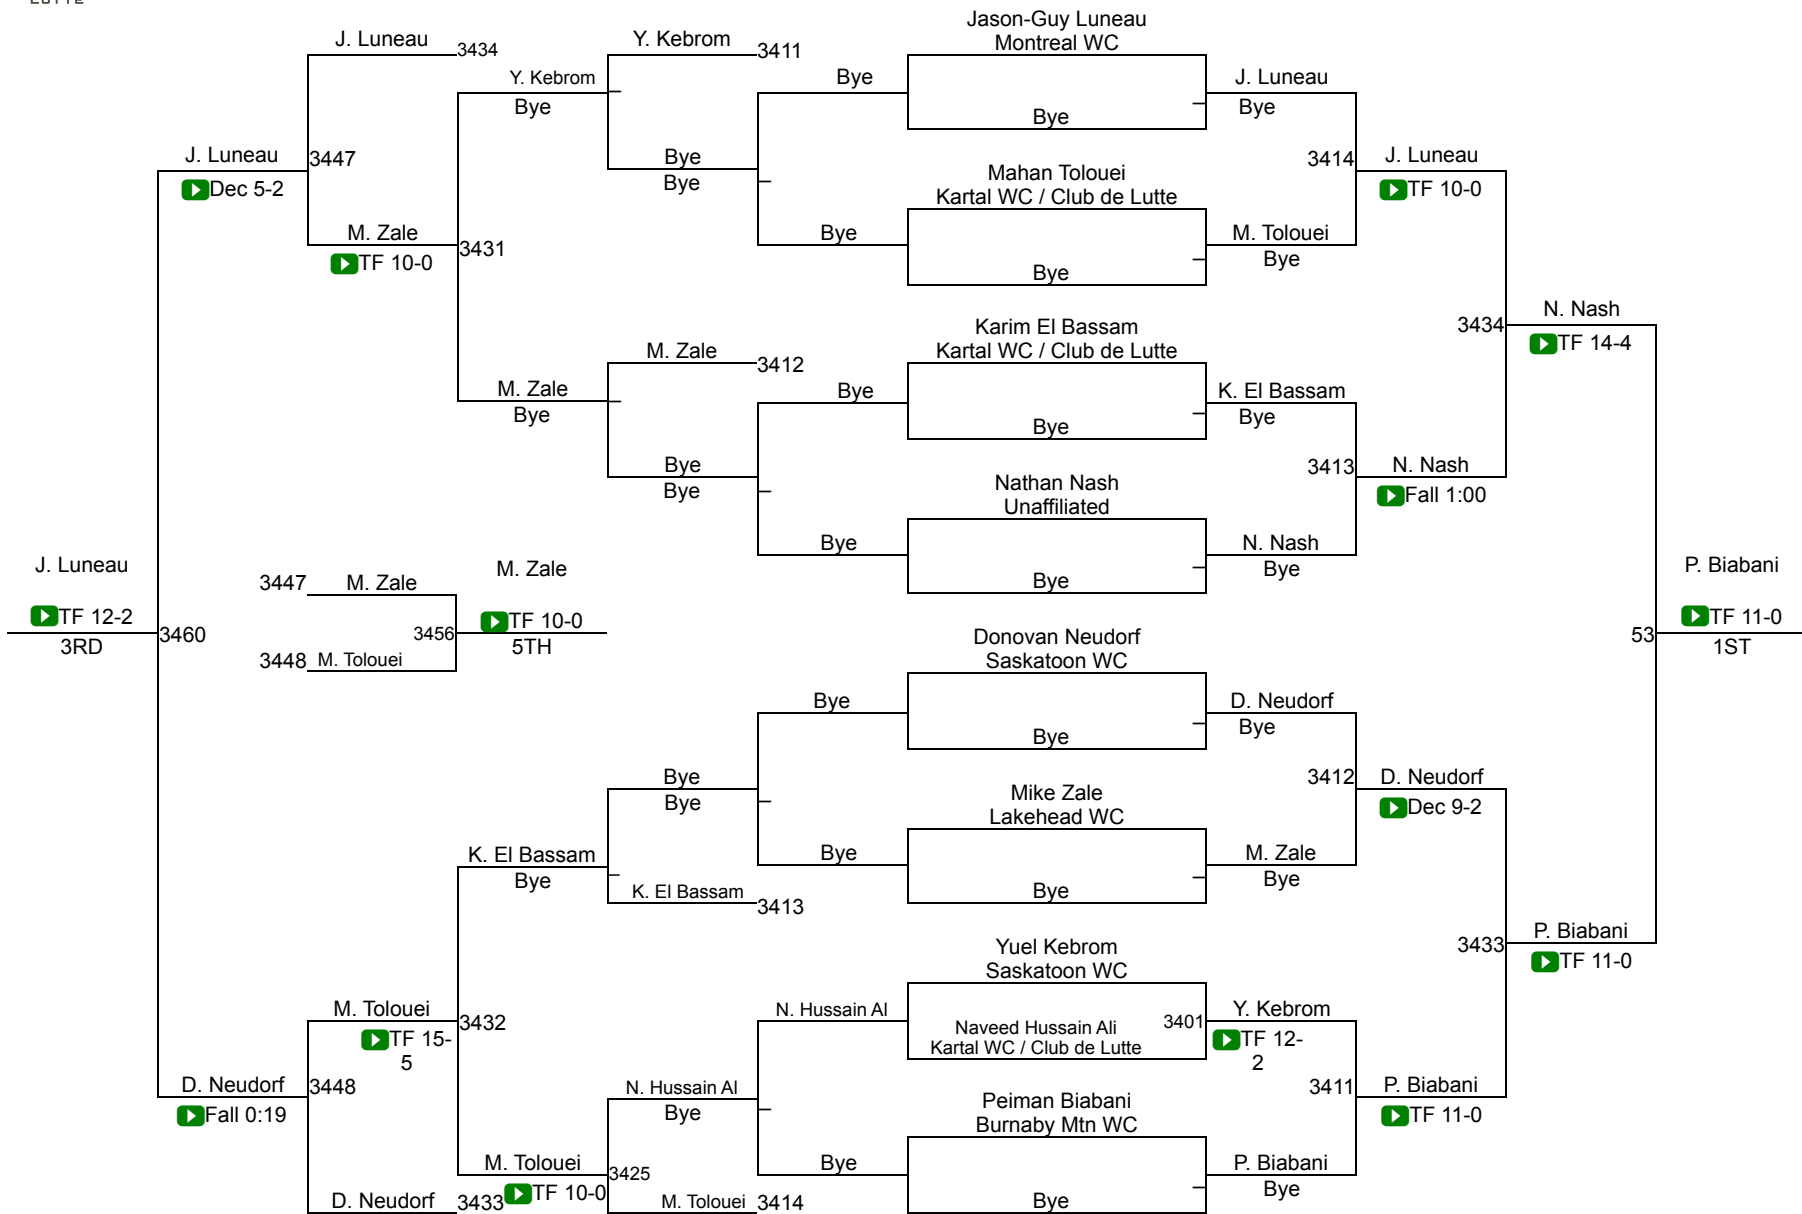 LUTTE
Jason-Guy Luneau
J. Luneau
3434
Y. Kebrom
3411
Montreal WC
Y. Kebrom
Bye
J. Luneau
Bye
Bye
Bye
J. Luneau
3447
Bye
Bye
3414
J. Luneau
Dec 5-2
Mahan Tolouei
Kartal WC / Club de Lutte
TF 10-0
M. Zale
3431
TF 10-0
Bye
M. Tolouei
Bye
Bye
N. Nash
Karim El Bassam
Kartal WC / Club de Lutte
3434
TF 14-4
M. Zale
3412
M. Zale
Bye
Bye
K. El Bassam
Bye
Bye
Bye
Bye
3413
N. Nash
Nathan Nash
Unaffiliated
Fall 1:00
Bye
N. Nash
Bye
Bye
J. Luneau
TF 12-2
3RD
3460
3447
M. Zale
3456
3448
M. Tolouei
M. Zale
TF 10-0
5TH
P. Biabani
53
TF 11-0
1ST
Donovan Neudorf
Saskatoon WC
Bye
D. Neudorf
Bye
Bye
Bye
Bye
3412
D. Neudorf
Dec 9-2
Mike Zale
Lakehead WC
K. El Bassam
Bye
Bye
M. Zale
Bye
Bye
K. El Bassam
3413
P. Biabani
3433
TF 11-0
Yuel Kebrom
Saskatoon WC
M. Tolouei
3432
TF 15-
5
N. Hussain Al
Naveed Hussain Ali
Kartal WC / Club de Lutte
3401
Y. Kebrom
TF 12-
2
D. Neudorf
3448
Fall 0:19
N. Hussain Al
Bye
3411
P. Biabani
TF 11-0
Peiman Biabani
Burnaby Mtn WC
M. Tolouei
3425
TF 10-0
Bye
P. Biabani
Bye
Bye
D. Neudorf
3433
M. Tolouei
3414